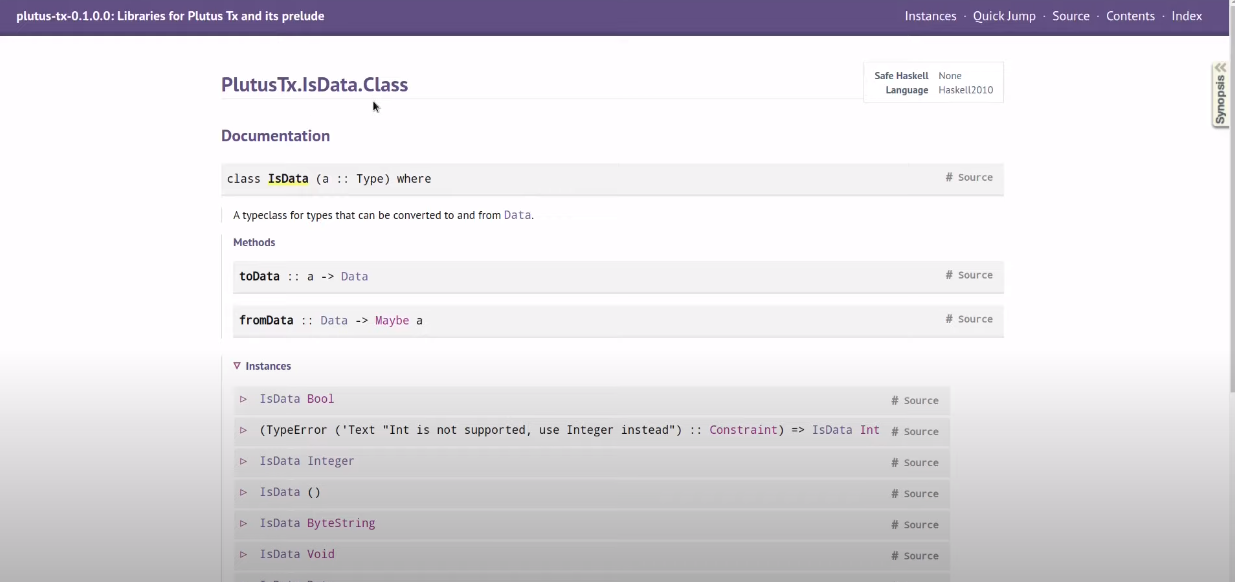 plutus-tx-0.1.0.0: Libraries for Plutus Tx and its prelude
Instances · Quick Jump · Source · Contents · Index
Synopsis
PlutusTx.IsData.Class
Safe Haskell None
Language Haskell2010
Documentation
class IsData (a :: Type) where # Source
A typeclass for types that can be converted to and from Data.
Methods
toData :: a -> Data # Source
fromData :: Data -> Maybe a # Source
▽ Instances
▷ IsData Bool # Source
▷ (TypeError ('Text "Int is not supported, use Integer instead") :: Constraint) => IsData Int # Source
▷ IsData Integer # Source
▷ IsData () # Source
▷ IsData ByteString # Source
▷ IsData Void # Source